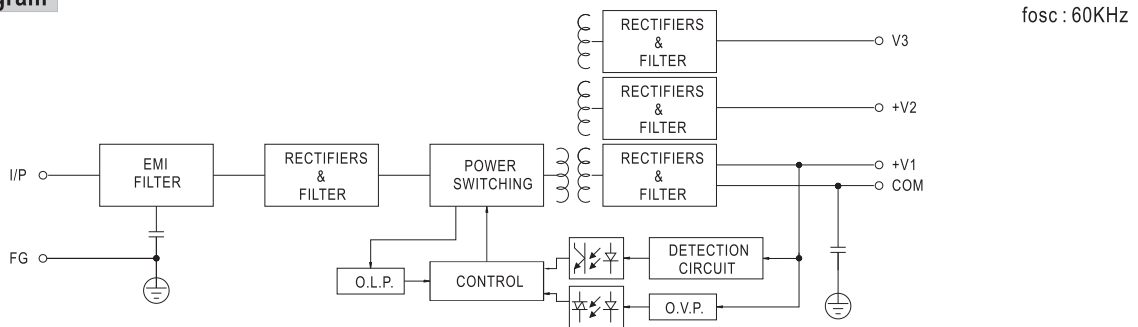 fosc : 60KHz
RECTIFIERS
&
FILTER
V3
RECTIFIERS
&
FILTER
+V2
I/P
EMI
FILTER
RECTIFIERS
&
FILTER
POWER
SWITCHING
RECTIFIERS
&
FILTER
+V1
COM
FG
O.L.P.
CONTROL
DETECTION
CIRCUIT
O.V.P.